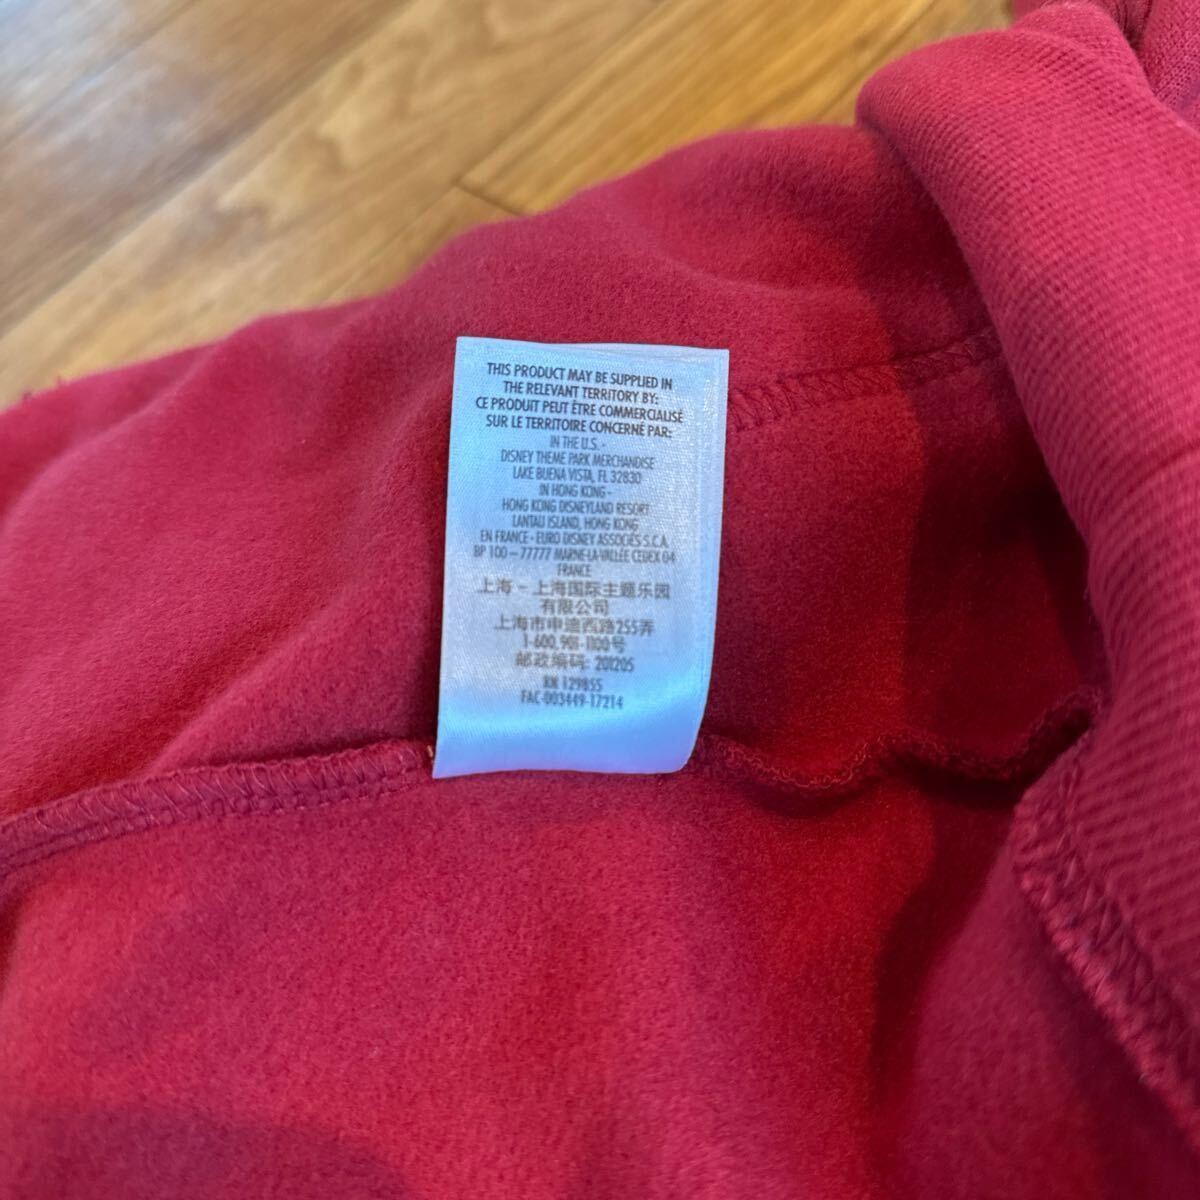 THIS PRODUCT MAY BE SUPPLIED IN
THE RELEVANT TERRITORY BY:
CE PRODUIT PEUT ÊTRE COMMERCIALISÉ
SUR LE TERRITOIRE CONCERNÉ PAR:
IN THE U.S. -
DISNEY THEME PARK MERCHANDISE
LAKE BUENA VISTA, FL 32830
IN HONG KONG -
HONG KONG DISNEYLAND RESORT
LANTAU ISLAND, HONG KONG
EN FRANCE - EURO DISNEY ASSOCIÉS S.C.A.
BP 100 – 77777 MARNE-LA-VALLÉE CEDEX 04
FRANCE
上海 - 上海国际主题乐园
有限公司
上海市申迪西路255弄
1-600, 901-1100号
邮政编码: 201205
RN 129855
FAC-003449-17214